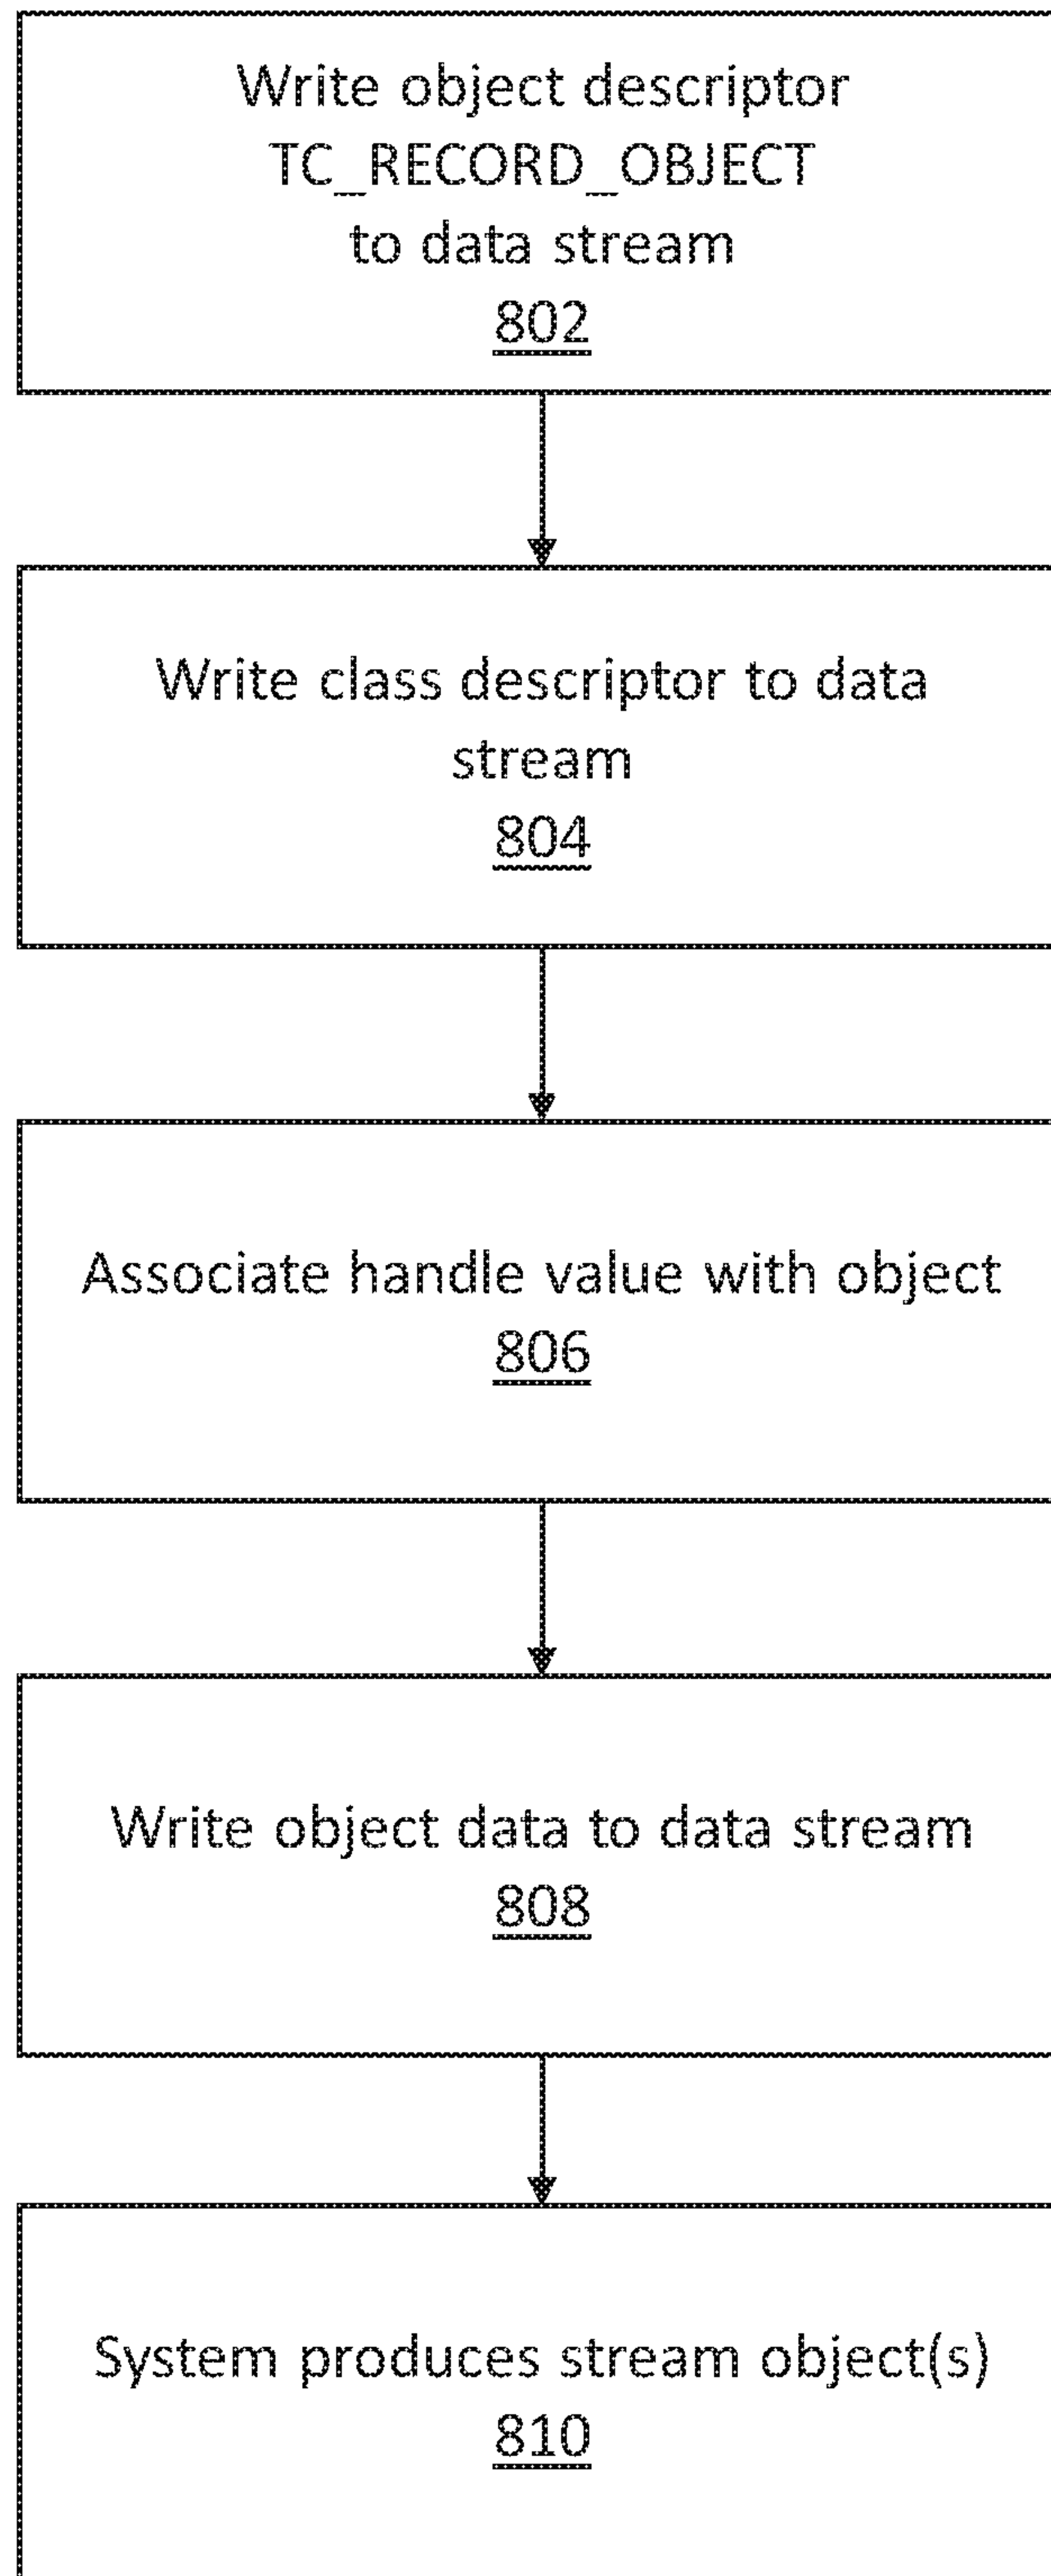 Write object descriptor
TC_RECORD_OBJECT
to data stream
802
Write class descriptor to data
stream
804
Associate handle value with object
806
Write object data to data stream
808
System produces stream object(s)
810